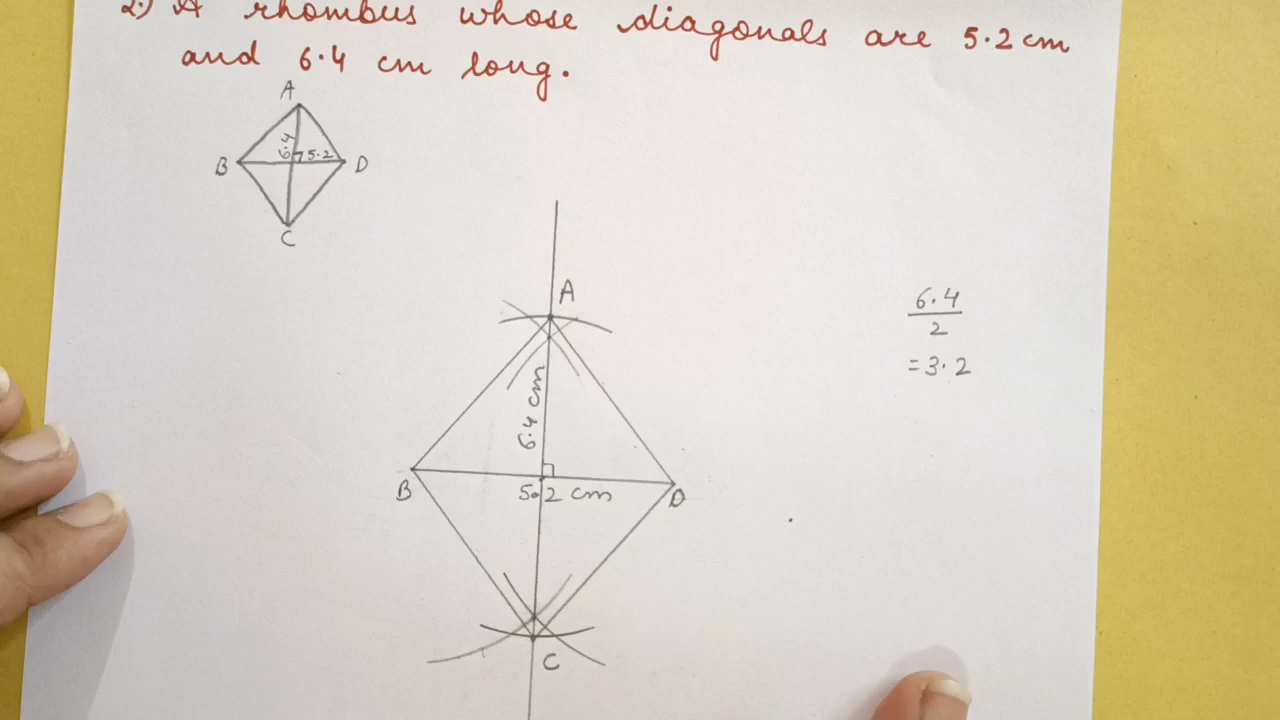 2.) A rhombus whose diagonals are 5.2 cm
and 6.4 cm long.
A
B
6.4
5.2
D
C
A
6.4 cm
B
5.2 cm
D
C
6.4
2
=3.2